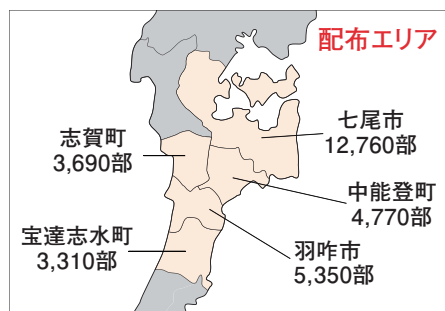 配布エリア
七尾市
12,760部
志賀町
3,690部
中能登町
4,770部
宝達志水町
3,310部
羽咋市
5,350部